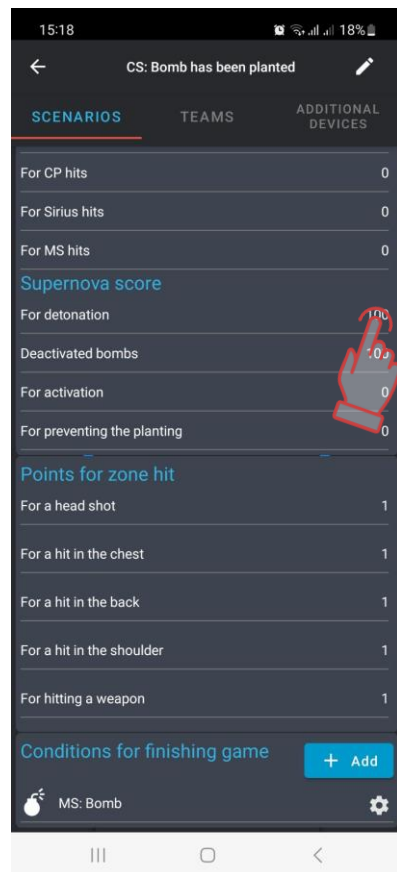 15:18 18%
CS: Bomb has been planted
SCENARIOS TEAMS ADDITIONAL DEVICES
For CP hits 0
For Sirius hits 0
For MS hits 0
Supernova score
For detonation 100
Deactivated bombs 100
For activation 0
For preventing the planting 0
Points for zone hit
For a head shot 1
For a hit in the chest 1
For a hit in the back 1
For a hit in the shoulder 1
For hitting a weapon 1
Conditions for finishing game + Add
MS: Bomb